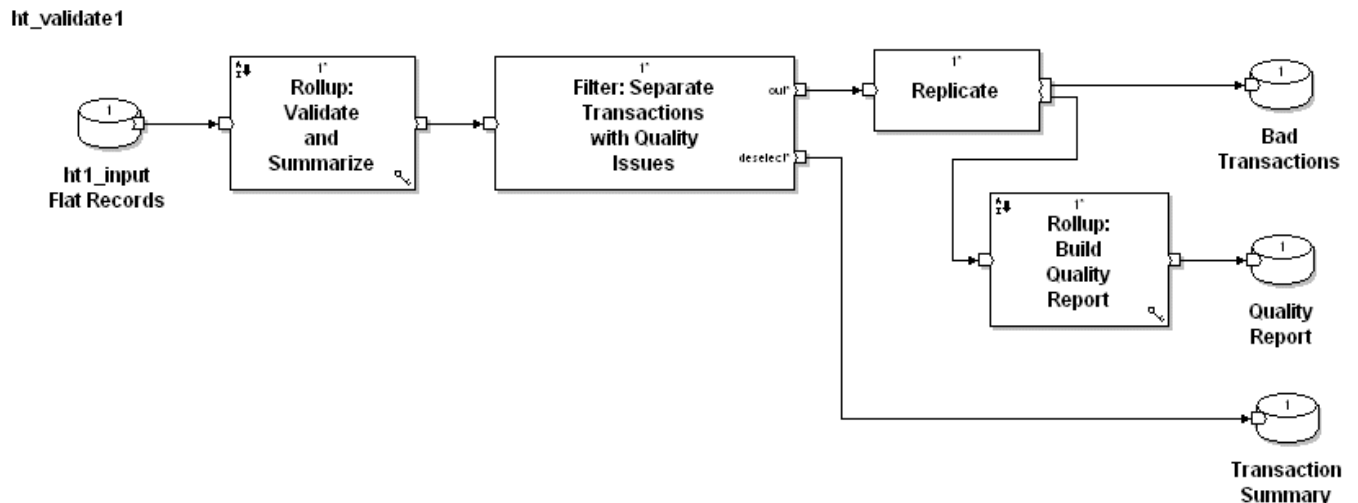 ht_validate1
1
ht1_input
Flat Records
1*
Rollup:
Validate
and
Summarize
1*
Filter: Separate
Transactions
with Quality
Issues
out*
deselect*
1*
Replicate
1
Bad
Transactions
1*
Rollup:
Build
Quality
Report
1
Quality
Report
1
Transaction
Summary